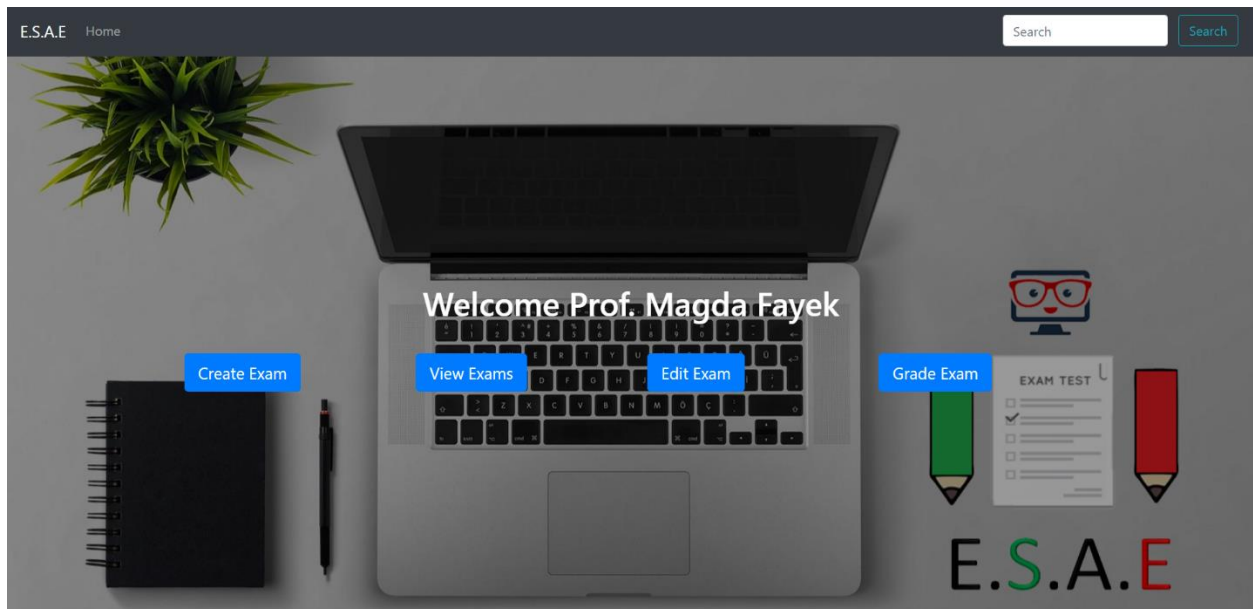 E.S.A.E Home Search Search
Welcome Prof. Magda Fayek
Create Exam View Exams Edit Exam Grade Exam
EXAM TEST
E.S.A.E